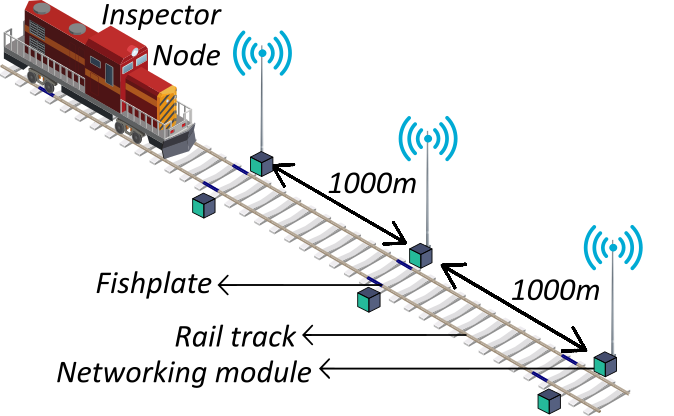 Inspector
Node
1000m
1000m
Fishplate
Rail track
Networking module